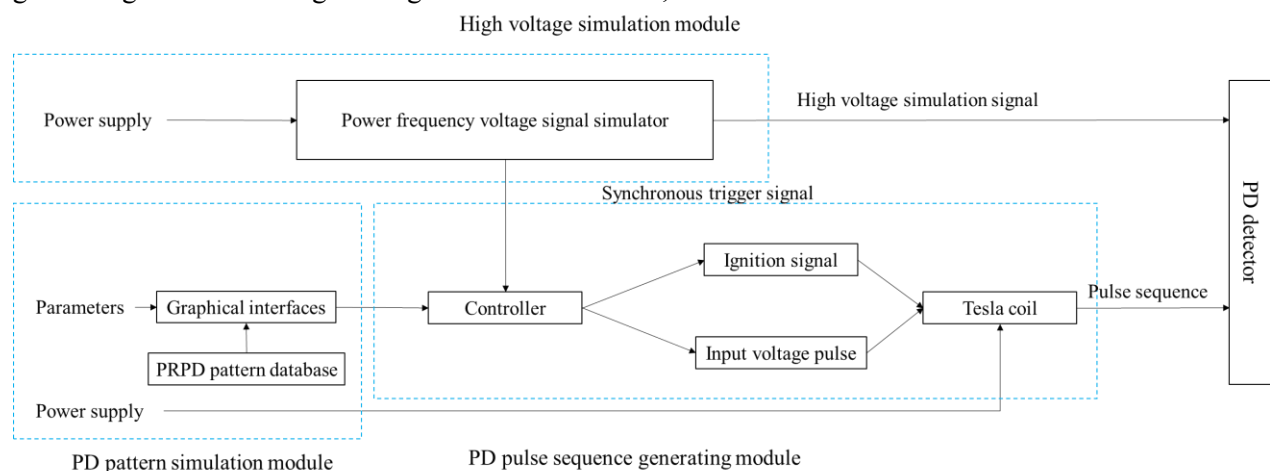 High voltage simulation module
High voltage simulation signal
Power supply
Power frequency voltage signal simulator
PD detector
Synchronous trigger signal
Ignition signal
Parameters
Graphical interfaces
Controller
Tesla coil
Pulse sequence
Input voltage pulse
PRPD pattern database
Power supply
PD pattern simulation module
PD pulse sequence generating module